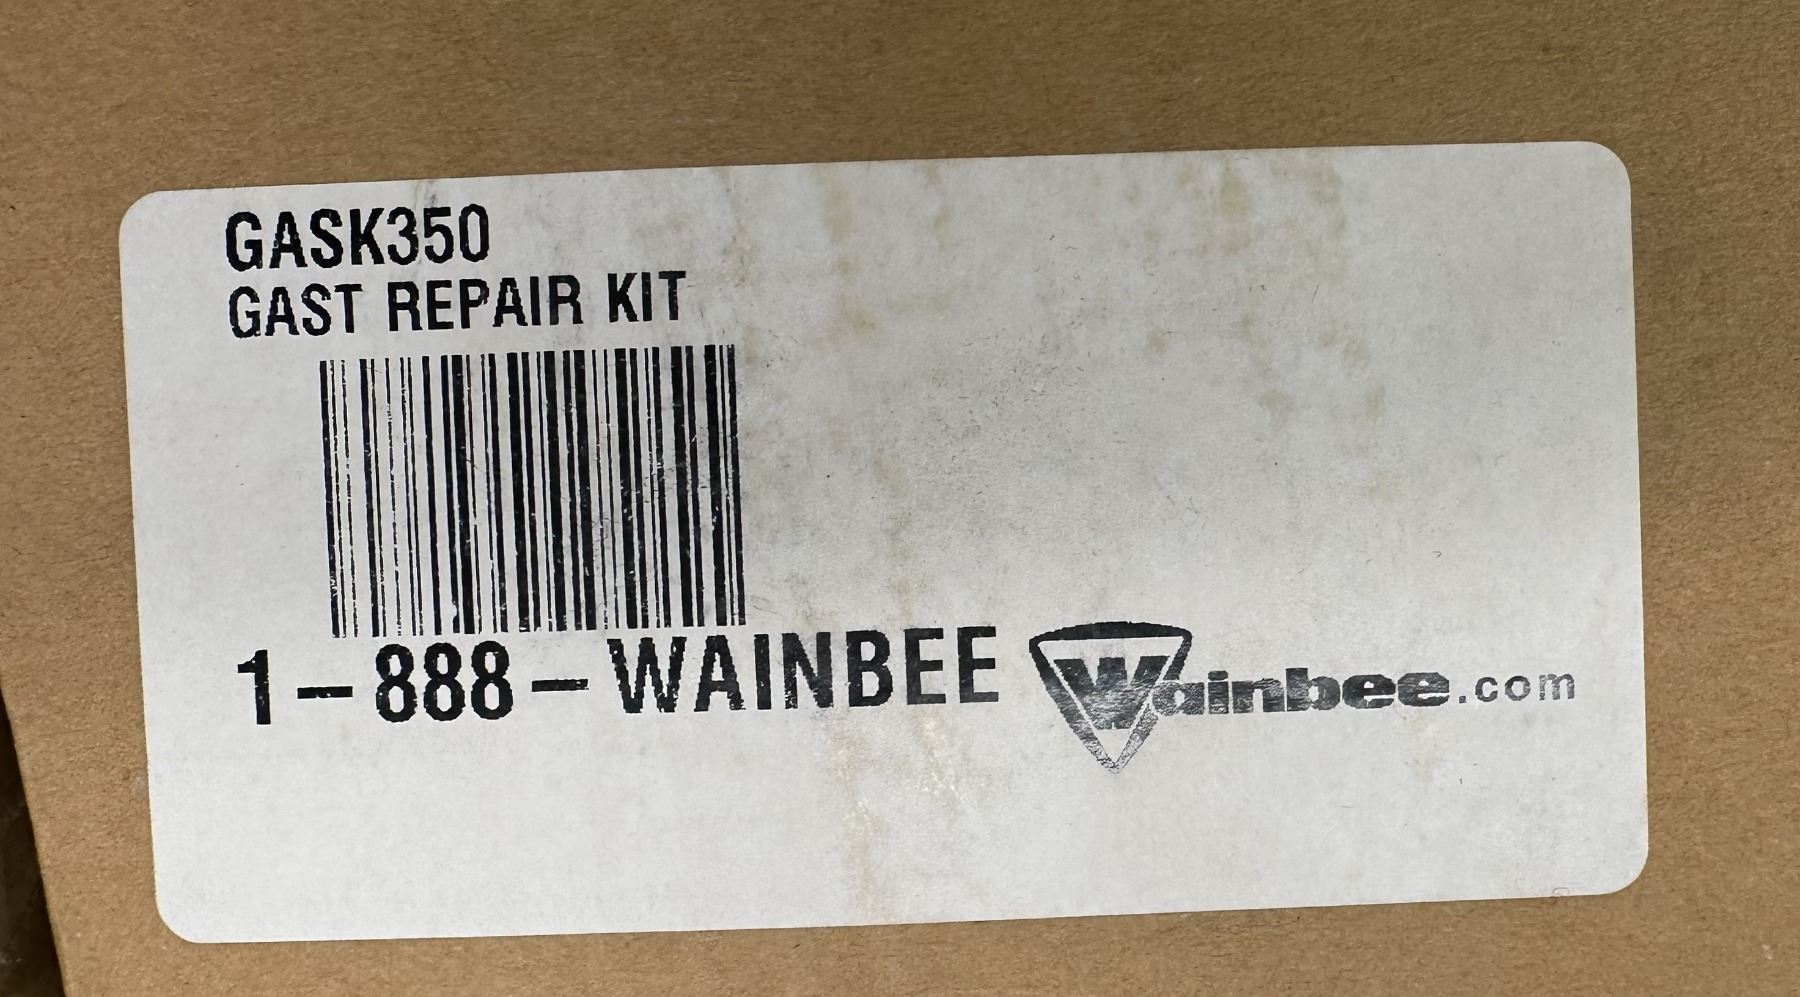 GASK350
GAST REPAIR KIT
1-888-WAINBEE
Wainbee.com